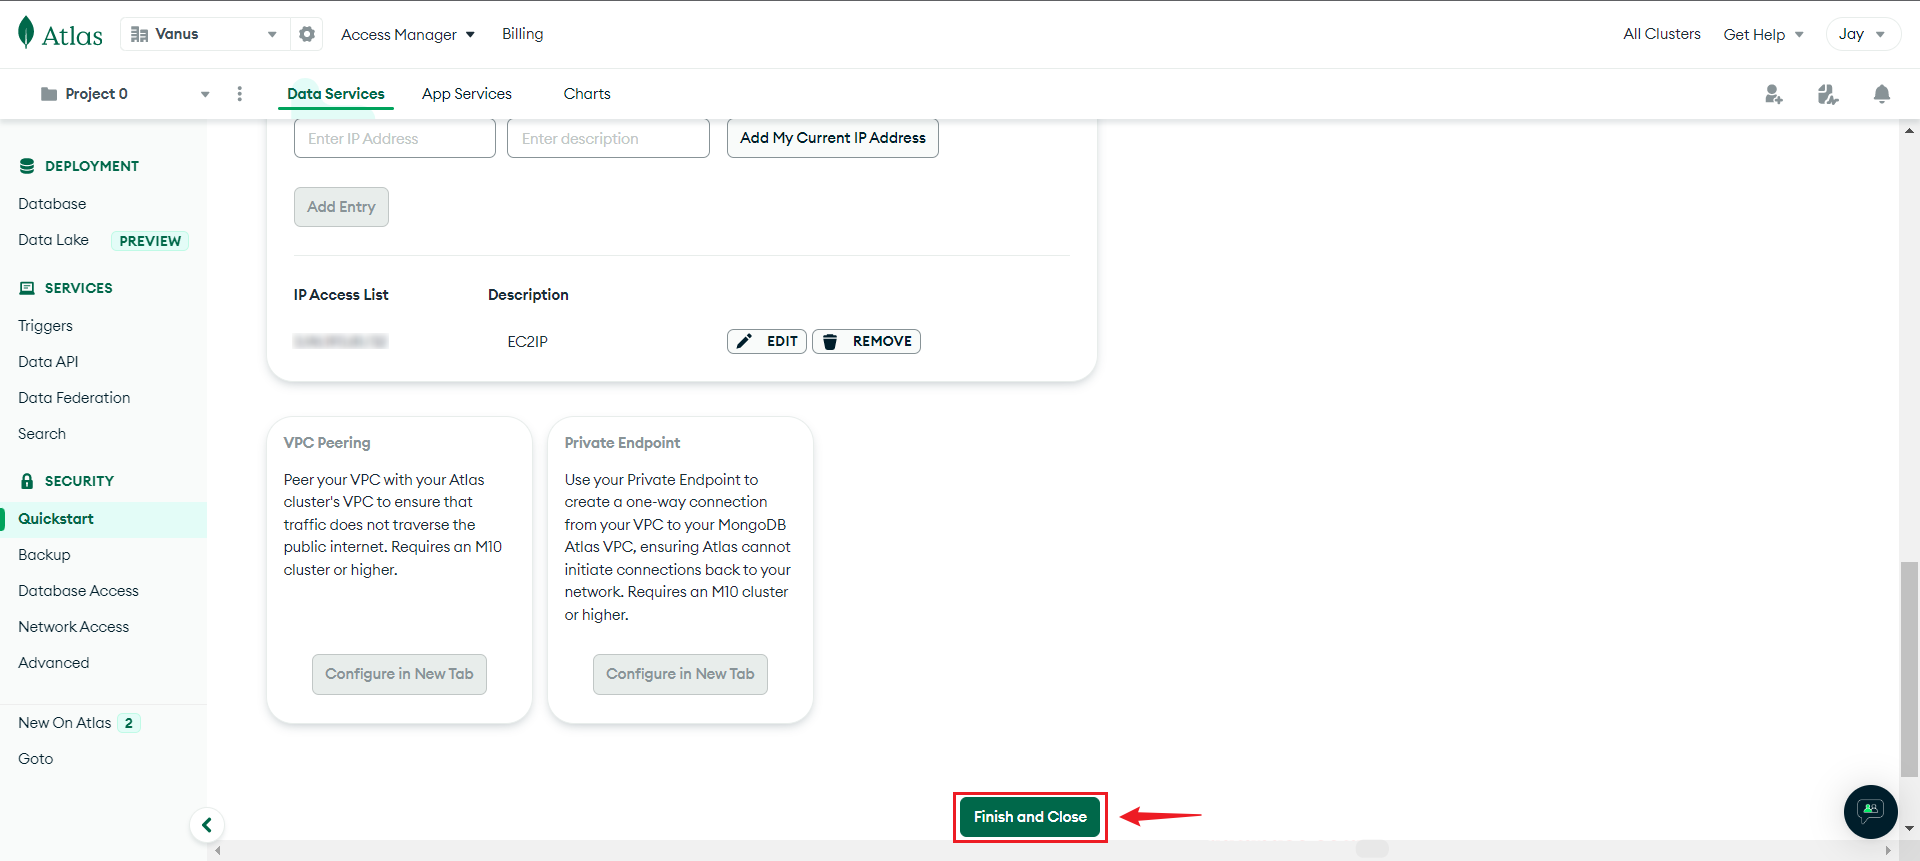 Atlas
Vanus
Access Manager
Billing
All Clusters
Get Help
Jay
Project 0
Data Services
App Services
Charts
Enter IP Address
Enter description
Add My Current IP Address
DEPLOYMENT
Database
Data Lake PREVIEW
SERVICES
Triggers
Data API
Data Federation
Search
SECURITY
Quickstart
Backup
Database Access
Network Access
Advanced
New On Atlas 2
Goto
Add Entry
IP Access List
Description
EC2IP
EDIT
REMOVE
VPC Peering
Peer your VPC with your Atlas
cluster's VPC to ensure that
traffic does not traverse the
public internet. Requires an M10
cluster or higher.
Configure in New Tab
Private Endpoint
Use your Private Endpoint to
create a one-way connection
from your VPC to your MongoDB
Atlas VPC, ensuring Atlas cannot
initiate connections back to your
network. Requires an M10 cluster
or higher.
Configure in New Tab
Finish and Close